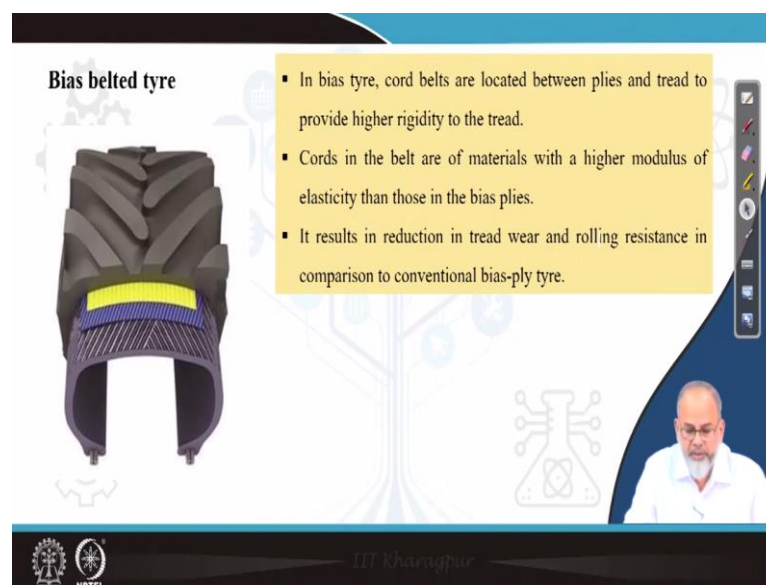 Bias belted tyre
▪ In bias tyre, cord belts are located between plies and tread to
provide higher rigidity to the tread.
▪ Cords in the belt are of materials with a higher modulus of
elasticity than those in the bias plies.
▪ It results in reduction in tread wear and rolling resistance in
comparison to conventional bias-ply tyre.
IIT Kharagpur
NPTEL